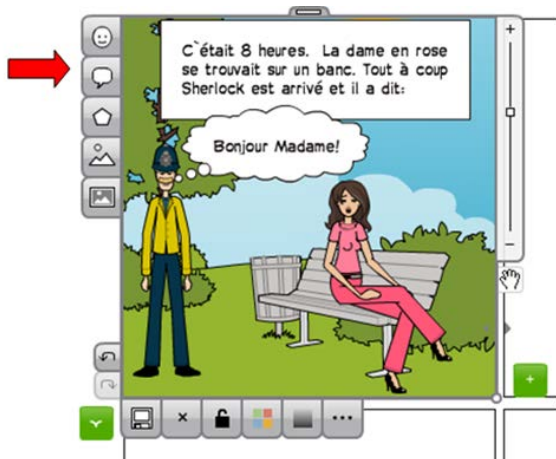 C`était 8 heures. La dame en rose
se trouvait sur un banc. Tout à coup
Sherlock est arrivé et il a dit:
Bonjour Madame!